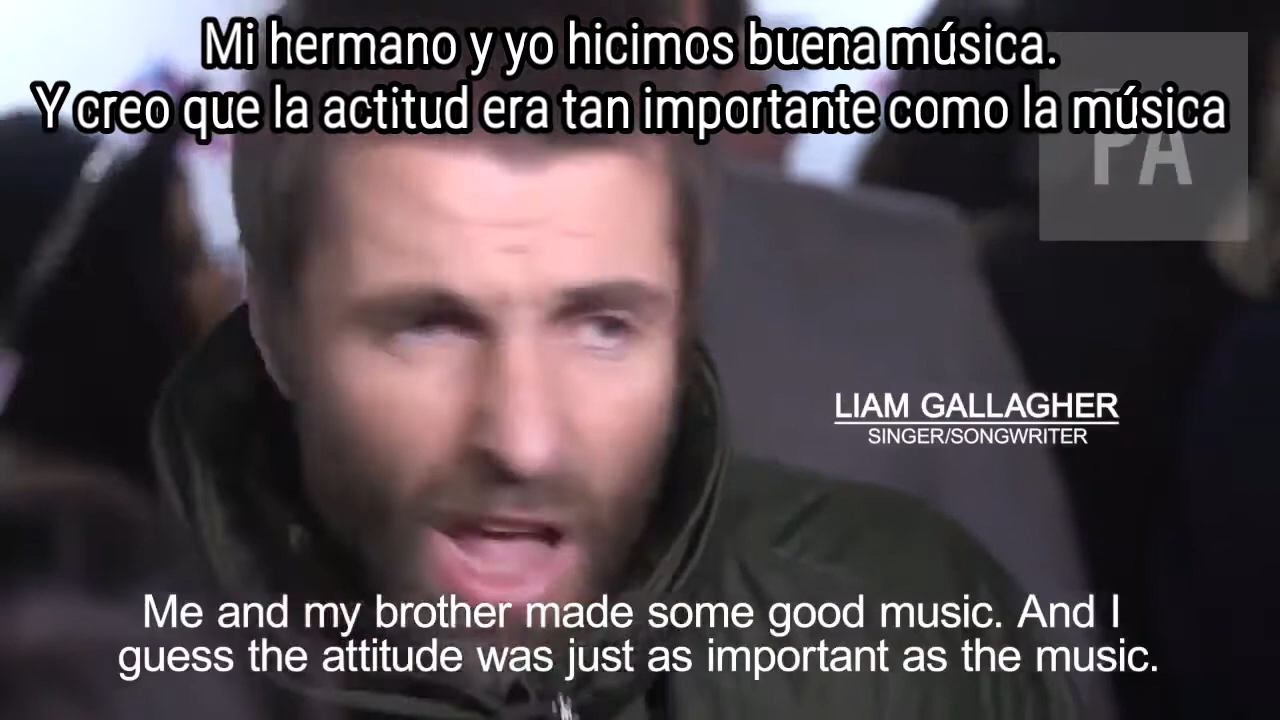 Mi hermano y yo hicimos buena música.
Y creo que la actitud era tan importante como la música
PA
LIAM GALLAGHER
SINGER/SONGWRITER
Me and my brother made some good music. And I
guess the attitude was just as important as the music.